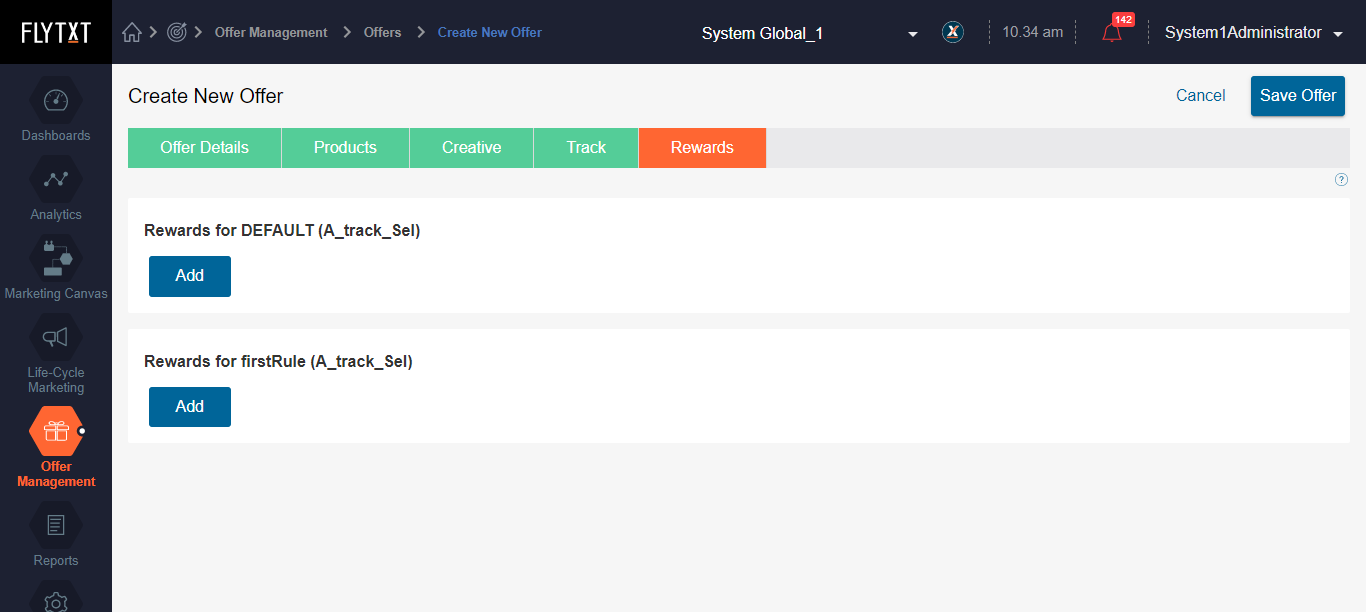 FLYTXT
Offer Management
Offers
Create New Offer
System Global_1
X
10.34 am
142
System1Administrator
Dashboards
Analytics
Marketing Canvas
Life-Cycle
Marketing
Offer
Management
Reports
Create New Offer
Cancel
Save Offer
Offer Details
Products
Creative
Track
Rewards
?
Rewards for DEFAULT (A_track_Sel)
Add
Rewards for firstRule (A_track_Sel)
Add